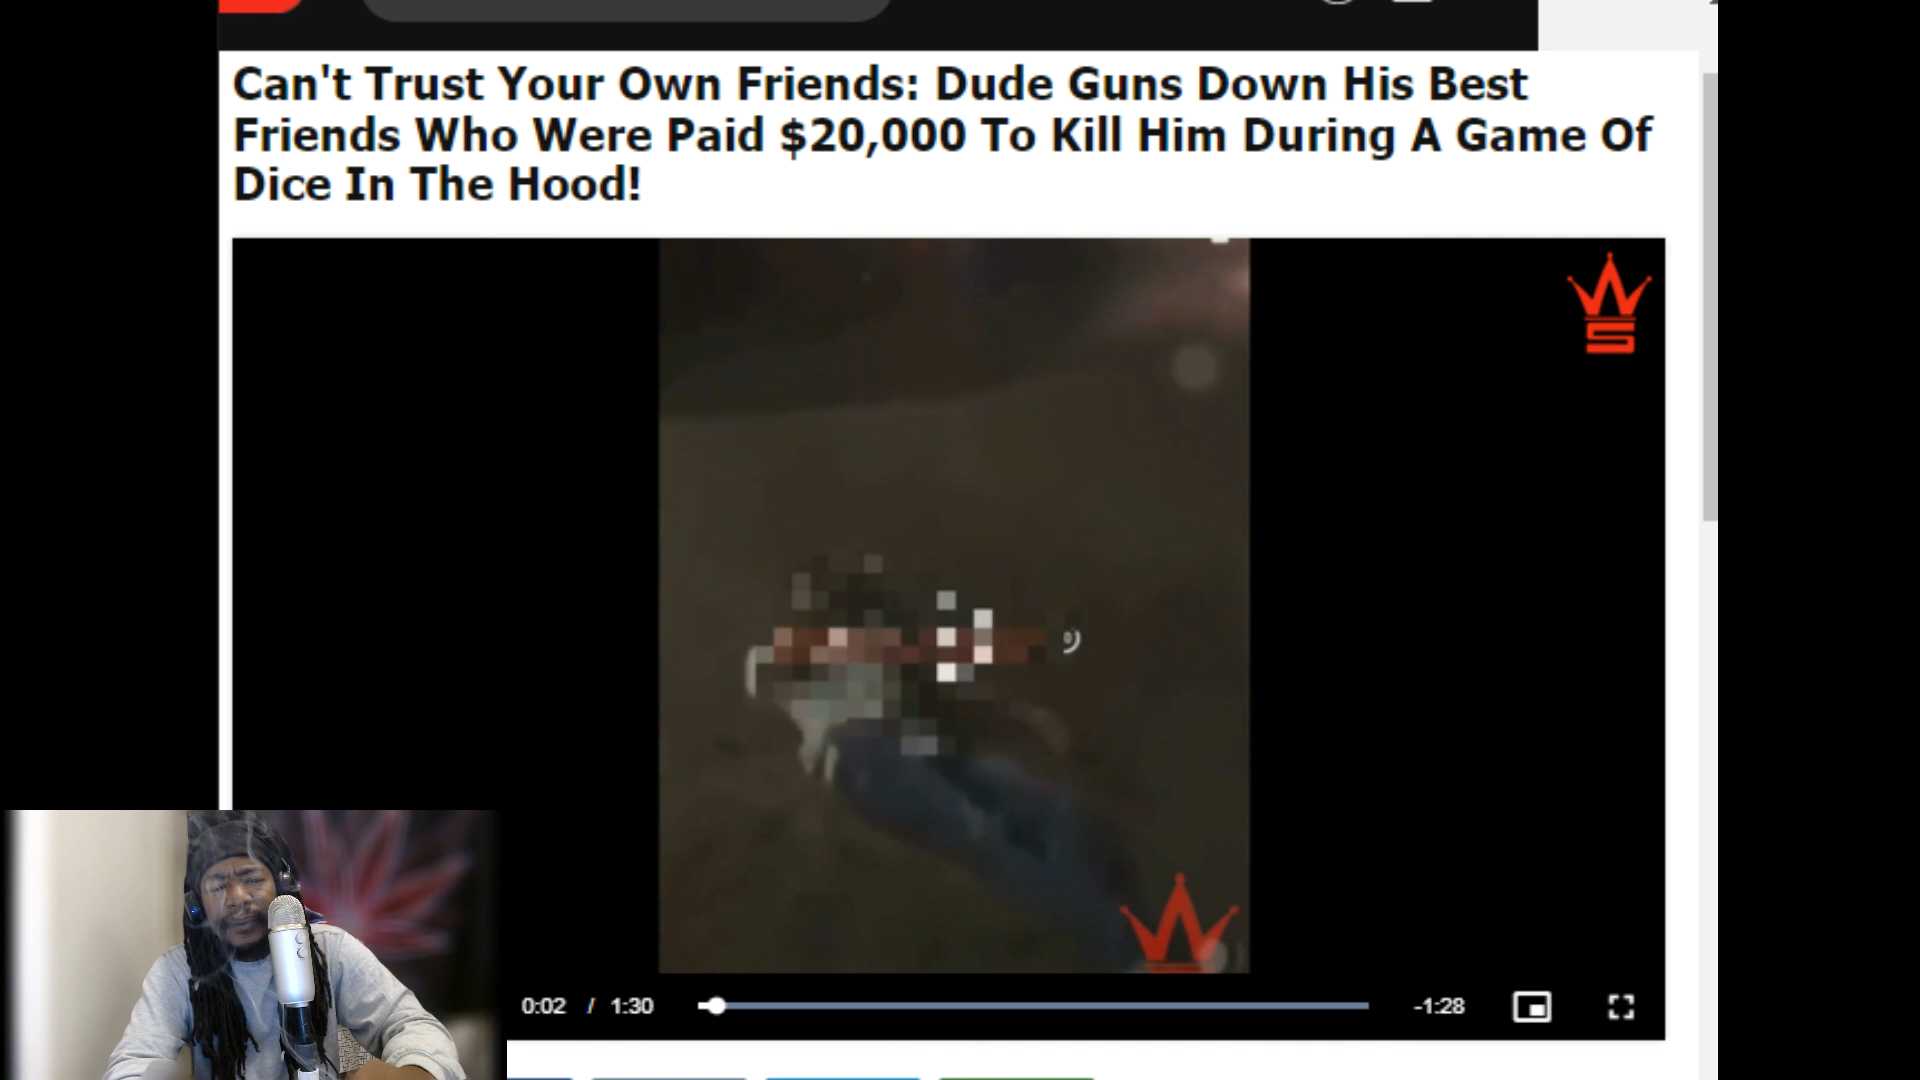 Can't Trust Your Own Friends: Dude Guns Down His Best
Friends Who Were Paid $20,000 To Kill Him During A Game Of
Dice In The Hood!
WS
0:02 / 1:30
-1:28